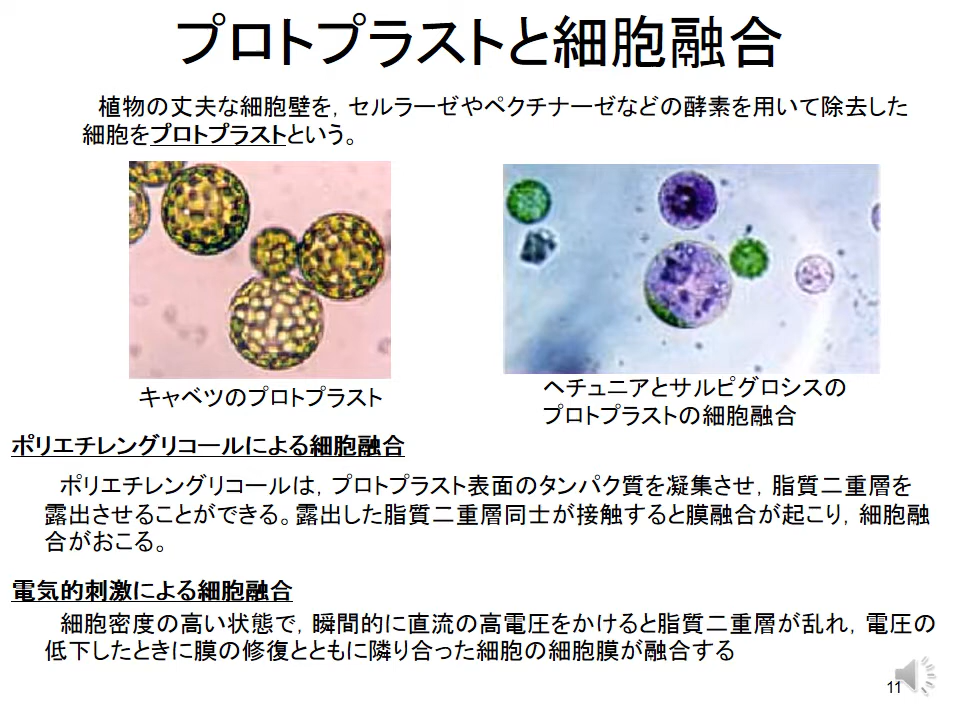 プロトプラストと細胞融合
植物の丈夫な細胞壁を，セルラーゼやペクチナーゼなどの酵素を用いて除去した
細胞をプロトプラストという。
キャベツのプロトプラスト
ヘチュニアとサルピグロシスの
プロトプラストの細胞融合
ポリエチレングリコールによる細胞融合
ポリエチレングリコールは，プロトプラスト表面のタンパク質を凝集させ，脂質二重層を
露出させることができる。露出した脂質二重層同士が接触すると膜融合が起こり，細胞融
合がおこる。
電気的刺激による細胞融合
細胞密度の高い状態で，瞬間的に直流の高電圧をかけると脂質二重層が乱れ，電圧の
低下したときに膜の修復とともに隣り合った細胞の細胞膜が融合する
11